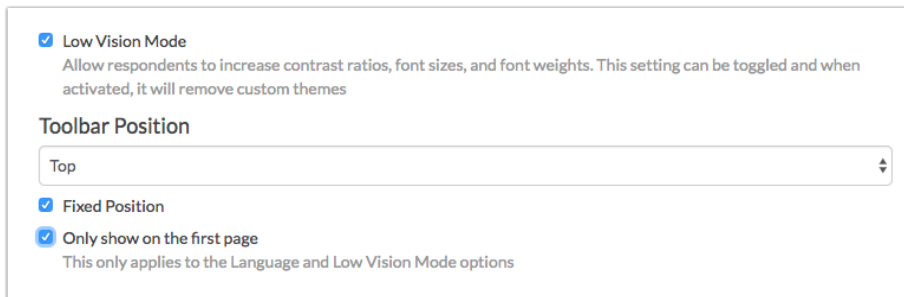 Low Vision Mode
Allow respondents to increase contrast ratios, font sizes, and font weights. This setting can be toggled and when
activated, it will remove custom themes
Toolbar Position
Top
Fixed Position
Only show on the first page
This only applies to the Language and Low Vision Mode options